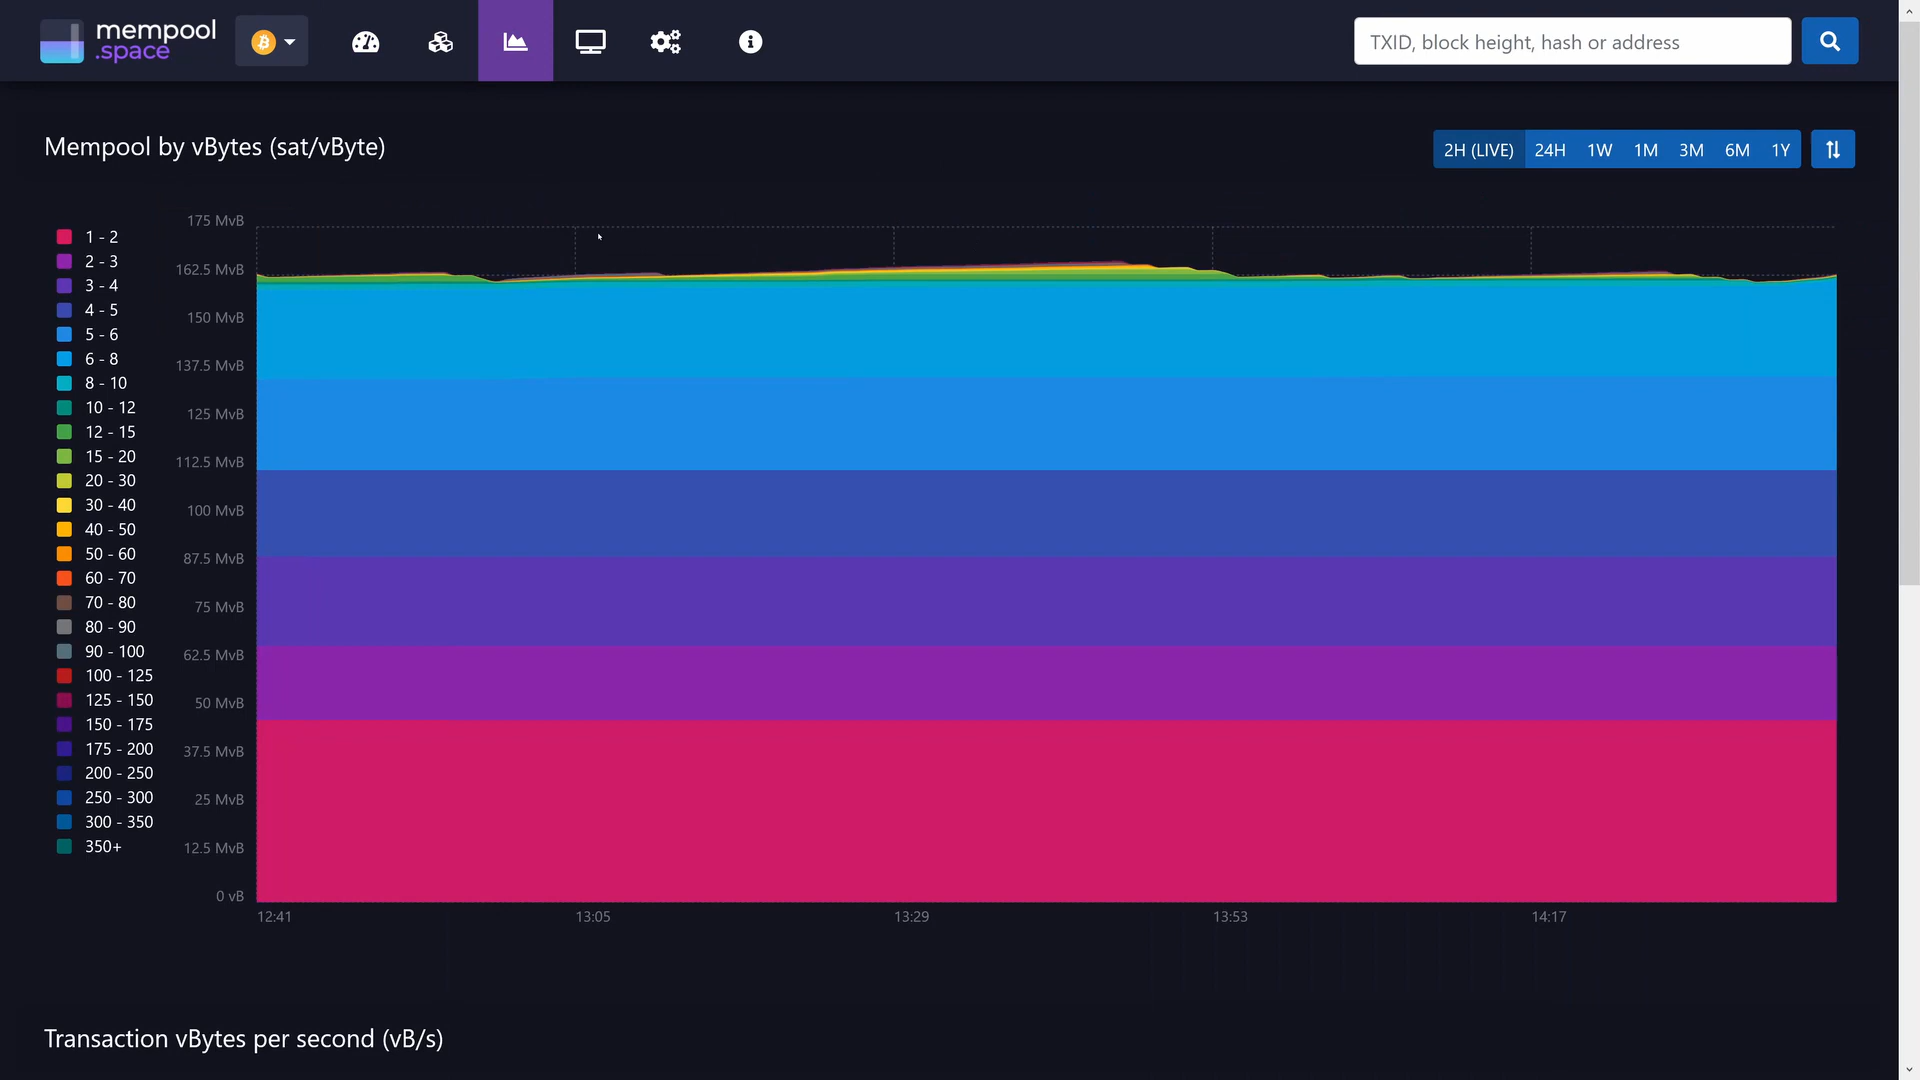 mempool
.space
TXID, block height, hash or address
Mempool by vBytes (sat/vByte)
2H (LIVE) 24H 1W 1M 3M 6M 1Y
1 - 2
2 - 3
3 - 4
4 - 5
5 - 6
6 - 8
8 - 10
10 - 12
12 - 15
15 - 20
20 - 30
30 - 40
40 - 50
50 - 60
60 - 70
70 - 80
80 - 90
90 - 100
100 - 125
125 - 150
150 - 175
175 - 200
200 - 250
250 - 300
300 - 350
350+
175 MvB
162.5 MvB
150 MvB
137.5 MvB
125 MvB
112.5 MvB
100 MvB
87.5 MvB
75 MvB
62.5 MvB
50 MvB
37.5 MvB
25 MvB
12.5 MvB
0 vB
12:41 13:05 13:29 13:53 14:17
Transaction vBytes per second (vB/s)